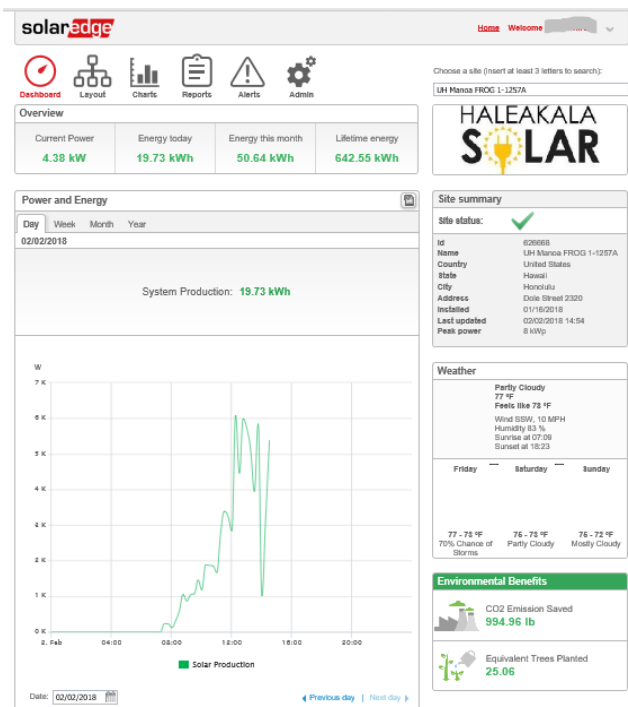 solaredge
Home Welcome
Dashboard Layout Charts Reports Alerts Admin
Choose a site (Insert at least 3 letters to search):
UH Manoa FROG 1-1257A
Overview
Current Power Energy today Energy this month Lifetime energy
4.38 kW 19.73 kWh 50.64 kWh 642.55 kWh
HALEAKALA
SOLAR
Power and Energy
Day Week Month Year
02/02/2018
System Production: 19.73 kWh
W
7 K
6 K
5 K
4 K
3 K
2 K
1 K
0 K
2. Feb 04:00 08:00 12:00 16:00 20:00
Solar Production
Date: 02/02/2018
Previous day | Next day
Site summary
Site status:
Id 626668
Name UH Manoa FROG 1-1257A
Country United States
State Hawaii
City Honolulu
Address Dole Street 2320
Installed 01/16/2018
Last updated 02/02/2018 14:54
Peak power 8 kWp
Weather
Partly Cloudy
77 ºF
Feels like 78 ºF
Wind SSW, 10 MPH
Humidity 83 %
Sunrise at 07:09
Sunset at 18:23
Friday Saturday Sunday
77 - 73 ºF 76 - 73 ºF 76 - 72 ºF
70% Chance of Partly Cloudy Mostly Cloudy
Storms
Environmental Benefits
CO2 Emission Saved
994.96 lb
Equivalent Trees Planted
25.06